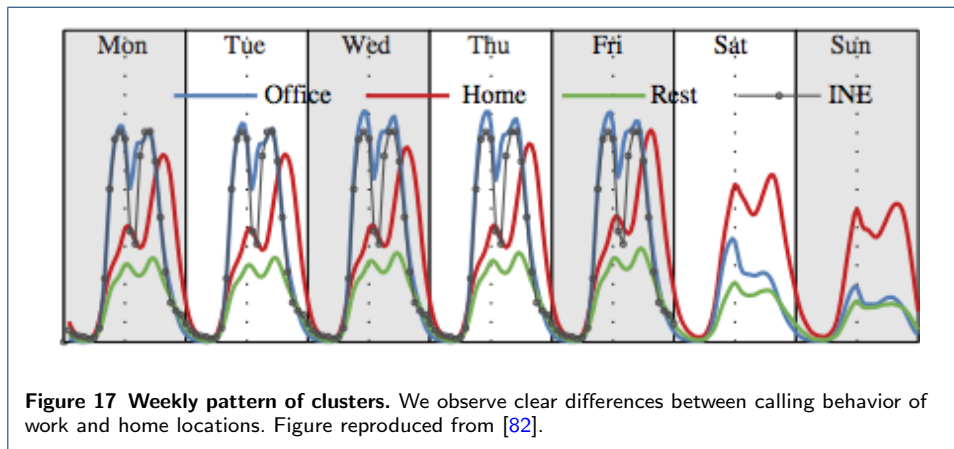 Mon Tue Wed Thu Fri Sat Sun
Office Home Rest INE
Figure 17 Weekly pattern of clusters. We observe clear differences between calling behavior of
work and home locations. Figure reproduced from [82].